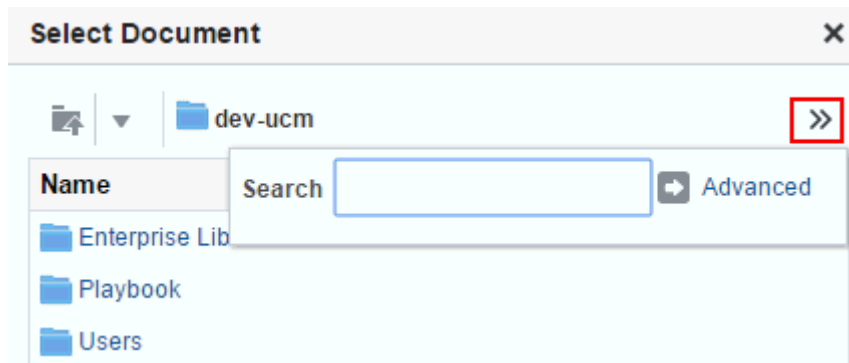 Select Document
dev-ucm
Name
Search
Advanced
Enterprise Lib
Playbook
Users